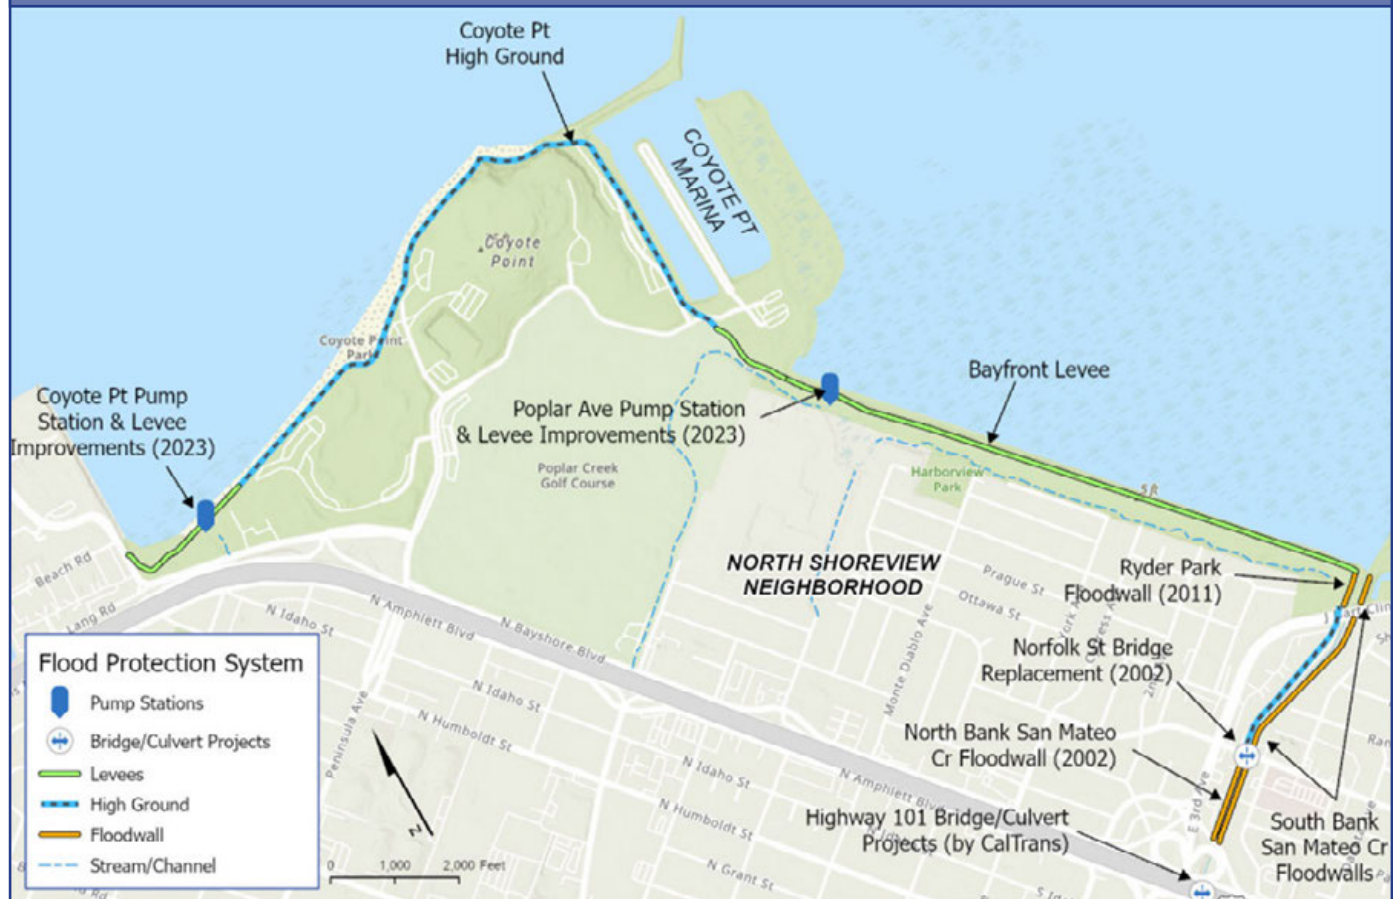 Coyote Pt
High Ground
COYOTE PT
MARINA
Coyote
Point
Coyote Point
Park
Bayfront Levee
Coyote Pt Pump
Station & Levee
Improvements (2023)
Poplar Ave Pump Station
& Levee Improvements (2023)
Poplar Creek
Golf Course
Harborview
Park
5 ft
Beach Rd
Lang Rd
NORTH SHOREVIEW
NEIGHBORHOOD
Prague St
Ottawa St
Ryder Park
Floodwall (2011)
N Idaho St
N Amphlett Blvd
N Bayshore Blvd
Monte Diablo Ave
Norfolk St Bridge
Replacement (2002)
Flood Protection System
Pump Stations
Bridge/Culvert Projects
Levees
High Ground
Floodwall
Stream/Channel
Peninsula Ave
N Idaho St
N Humboldt St
N
0 1,000 2,000 Feet
N Idaho St
N Amphlett Blvd
N Humboldt St
N Grant St
North Bank San Mateo
Cr Floodwall (2002)
E 3rd Ave
Highway 101 Bridge/Culvert
Projects (by CalTrans)
South Bank
San Mateo Cr
Floodwalls